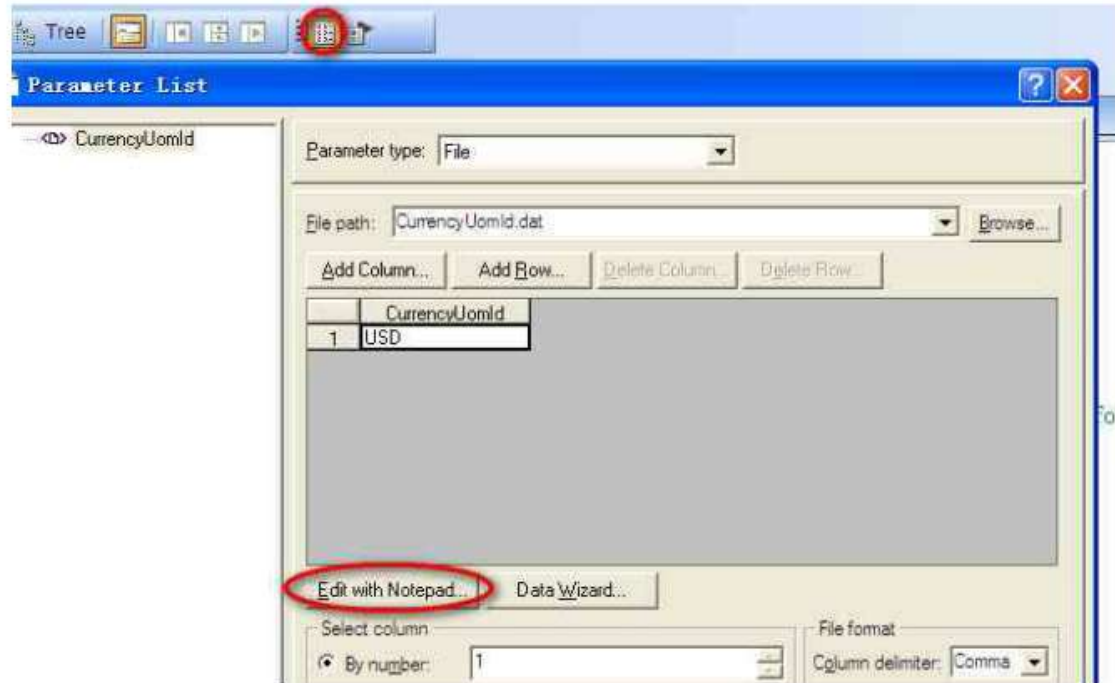 Tree
Parameter List
CurrencyUomId
Parameter type: File
File path: CurrencyUomId.dat Browse...
Add Column... Add Row... Delete Column... Delete Row...
CurrencyUomId
1 USD
fo
Edit with Notepad... Data Wizard...
Select column File format
By number: 1 Column delimiter: Comma